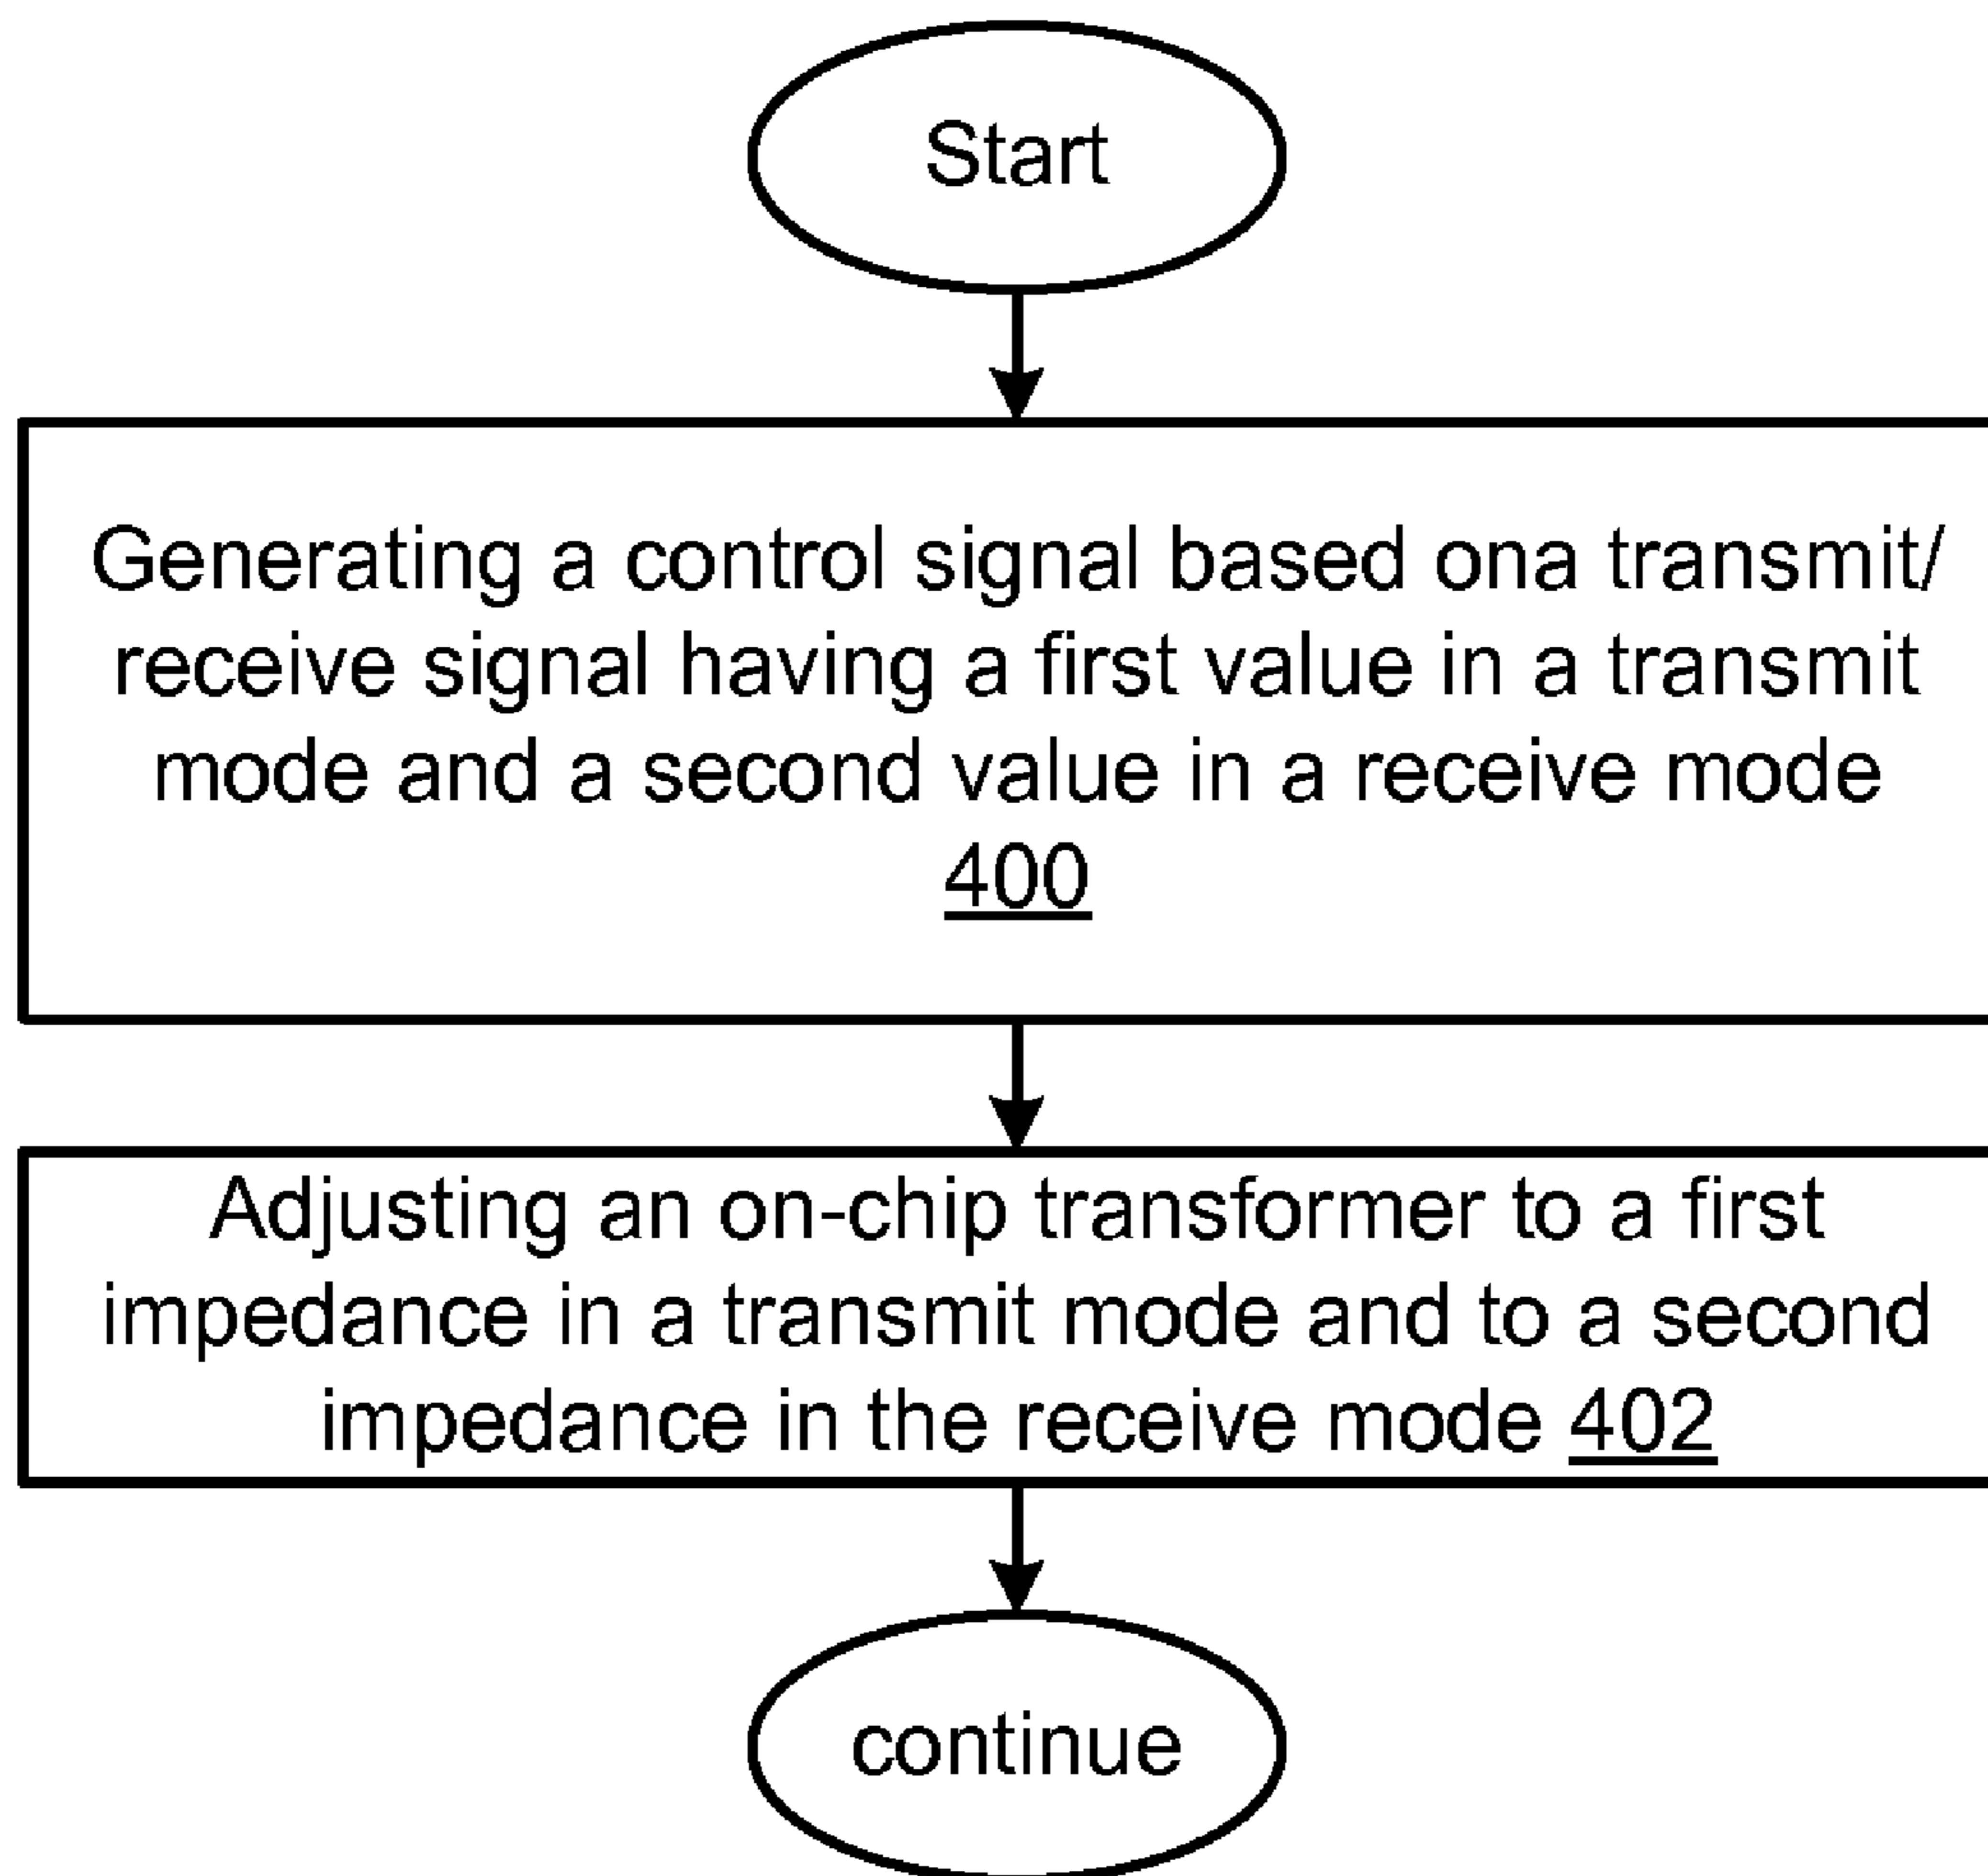 Start
Generating a control signal based ona transmit/
receive signal having a first value in a transmit
mode and a second value in a receive mode
400
Adjusting an on-chip transformer to a first
impedance in a transmit mode and to a second
impedance in the receive mode 402
continue